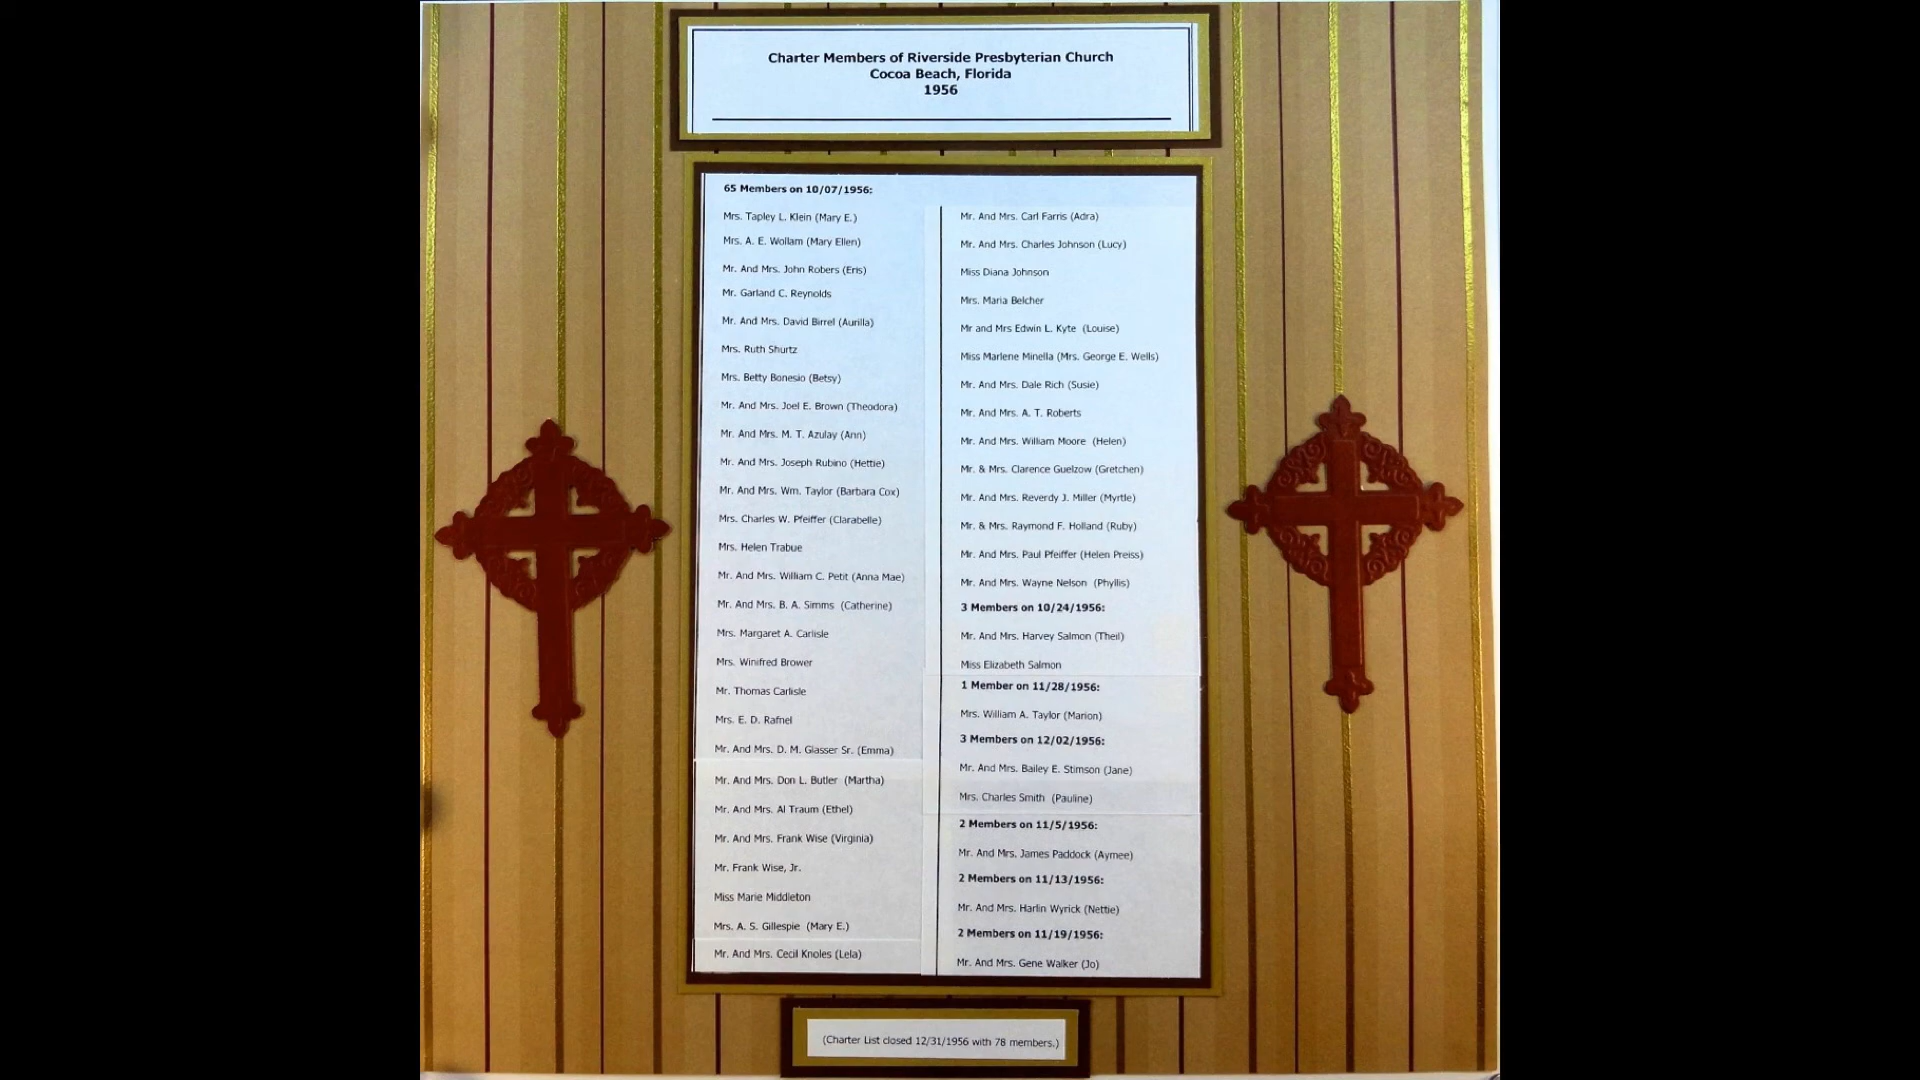 Charter Members of Riverside Presbyterian Church
Cocoa Beach, Florida
1956
65 Members on 10/07/1956:
Mrs. Tapley L. Klein (Mary E.)
Mrs. A. E. Wollam (Mary Ellen)
Mr. And Mrs. John Robers (Eris)
Mr. Garland C. Reynolds
Mr. And Mrs. David Birrel (Aurilla)
Mrs. Ruth Shurtz
Mrs. Betty Bonesio (Betsy)
Mr. And Mrs. Joel E. Brown (Theodora)
Mr. And Mrs. M. T. Azulay (Ann)
Mr. And Mrs. Joseph Rubino (Hettie)
Mr. And Mrs. Wm. Taylor (Barbara Cox)
Mrs. Charles W. Pfeiffer (Clarabelle)
Mrs. Helen Trabue
Mr. And Mrs. William C. Petit (Anna Mae)
Mr. And Mrs. B. A. Simms (Catherine)
Mrs. Margaret A. Carlisle
Mrs. Winifred Brower
Mr. Thomas Carlisle
Mrs. E. D. Rafnel
Mr. And Mrs. D. M. Glasser Sr. (Emma)
Mr. And Mrs. Don L. Butler (Martha)
Mr. And Mrs. Al Traum (Ethel)
Mr. And Mrs. Frank Wise (Virginia)
Mr. Frank Wise, Jr.
Miss Marie Middleton
Mrs. A. S. Gillespie (Mary E.)
Mr. And Mrs. Cecil Knoles (Lela)
Mr. And Mrs. Carl Farris (Adra)
Mr. And Mrs. Charles Johnson (Lucy)
Miss Diana Johnson
Mrs. Maria Belcher
Mr and Mrs Edwin L. Kyte (Louise)
Miss Marlene Minella (Mrs. George E. Wells)
Mr. And Mrs. Dale Rich (Susie)
Mr. And Mrs. A. T. Roberts
Mr. And Mrs. William Moore (Helen)
Mr. & Mrs. Clarence Guelzow (Gretchen)
Mr. And Mrs. Reverdy J. Miller (Myrtle)
Mr. & Mrs. Raymond F. Holland (Ruby)
Mr. And Mrs. Paul Pfeiffer (Helen Preiss)
Mr. And Mrs. Wayne Nelson (Phyllis)
3 Members on 10/24/1956:
Mr. And Mrs. Harvey Salmon (Theil)
Miss Elizabeth Salmon
1 Member on 11/28/1956:
Mrs. William A. Taylor (Marion)
3 Members on 12/02/1956:
Mr. And Mrs. Bailey E. Stimson (Jane)
Mrs. Charles Smith (Pauline)
2 Members on 11/5/1956:
Mr. And Mrs. James Paddock (Aymee)
2 Members on 11/13/1956:
Mr. And Mrs. Harlin Wyrick (Nettie)
2 Members on 11/19/1956:
Mr. And Mrs. Gene Walker (Jo)
(Charter List closed 12/31/1956 with 78 members.)